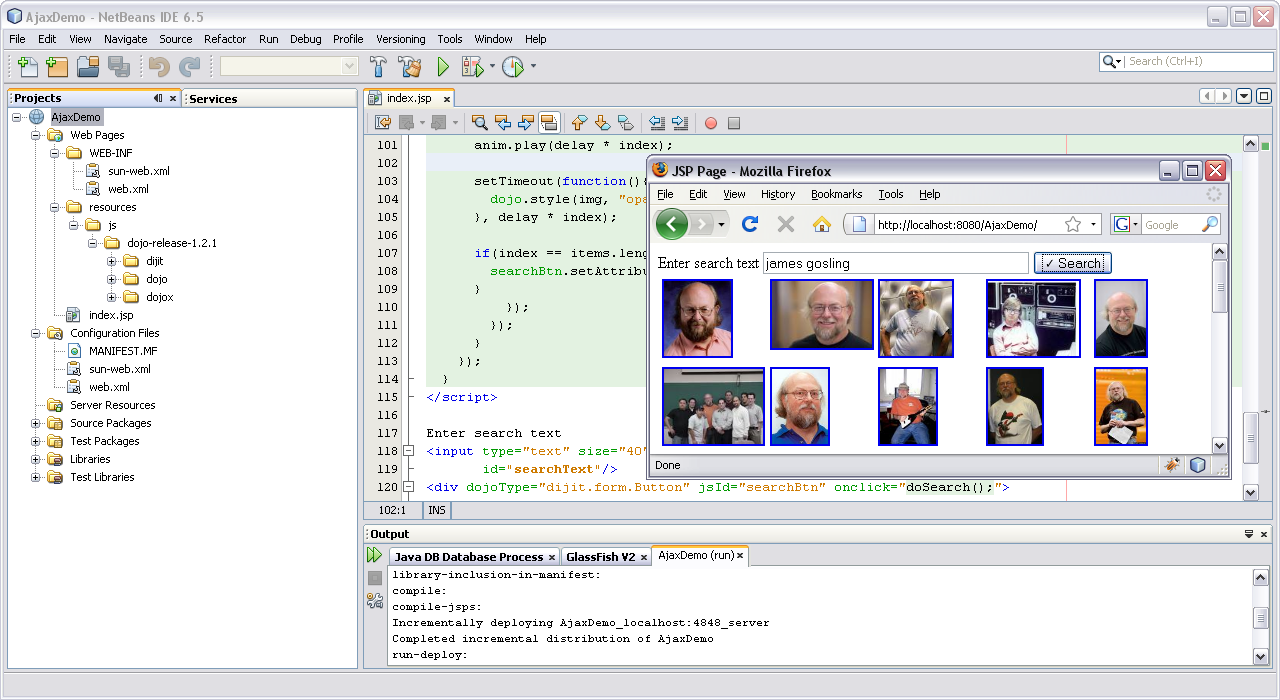 AjaxDemo - NetBeans IDE 6.5
File Edit View Navigate Source Refactor Run Debug Profile Versioning Tools Window Help
Search (Ctrl+I)
Projects
Services
AjaxDemo
Web Pages
WEB-INF
sun-web.xml
web.xml
resources
js
dojo-release-1.2.1
dijit
dojo
dojox
index.jsp
Configuration Files
MANIFEST.MF
sun-web.xml
web.xml
Server Resources
Source Packages
Test Packages
Libraries
Test Libraries
index.jsp
101 anim.play(delay * index);
102
103 setTimeout(function()
104 dojo.style(img, "opa
105 }, delay * index);
106
107 if(index == items.leng
108 searchBtn.setAttribu
109 }
110 });
111 });
112 }
113 });
114 }
115 </script>
116
117 Enter search text
118 <input type="text" size="40"
119 id="searchText"/>
120 <div dojoType="dijit.form.Button" jsId="searchBtn" onclick="doSearch();">
102:1 INS
JSP Page - Mozilla Firefox
File Edit View History Bookmarks Tools Help
http://localhost:8080/AjaxDemo/
G Google
Enter search text james gosling ✓ Search
Done
Output
Java DB Database Process
GlassFish V2
AjaxDemo (run)
library-inclusion-in-manifest:
compile:
compile-jsps:
Incrementally deploying AjaxDemo_localhost:4848_server
Completed incremental distribution of AjaxDemo
run-deploy: